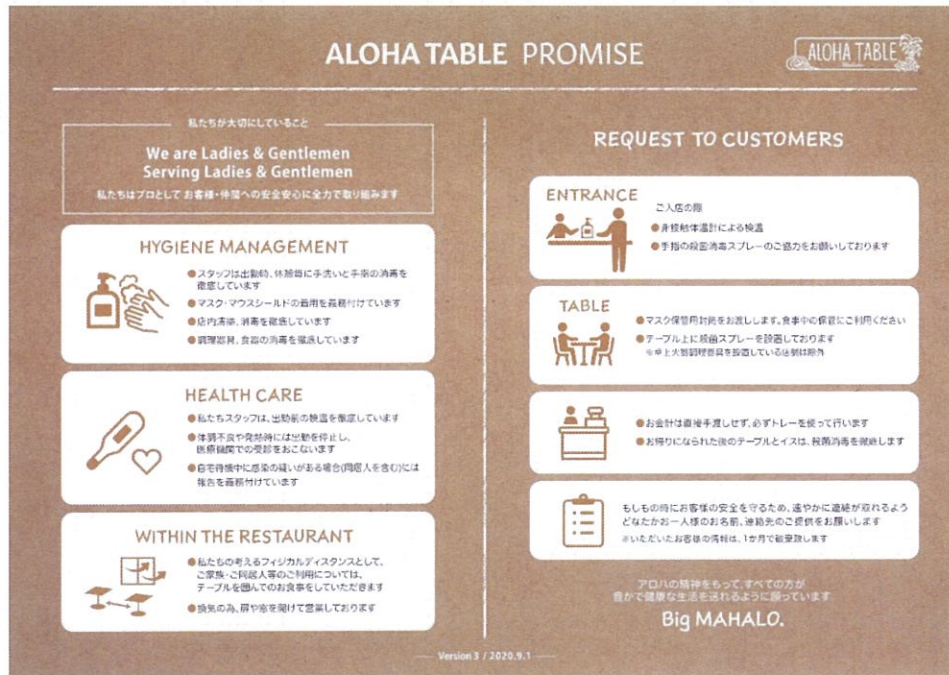 ALOHA TABLE PROMISE
ALOHA TABLE
私たちが大切にしていること
We are Ladies & Gentlemen
Serving Ladies & Gentlemen
私たちはプロとして お客様・仲間への安全安心に全力で取り組みます
HYGIENE MANAGEMENT
●スタッフは出勤時、休憩毎に手洗いと手指の消毒を
徹底しています
●マスク・マウスシールドの着用を義務付けています
●店内清掃、消毒を徹底しています
●調理器具、食器の消毒を徹底しています
HEALTH CARE
●私たちスタッフは、出勤前の検温を徹底しています
●体調不良や発熱時には出勤を停止し、
医療機関での受診をおこないます
●自宅待機中に感染の疑いがある場合(同居人を含む)には
報告を義務付けています
WITHIN THE RESTAURANT
●私たちの考えるフィジカルディスタンスとして、
ご家族・ご同居人等のご利用については、
テーブルを囲んでのお食事をしていただきます
●換気の為、扉や窓を開けて営業しております
REQUEST TO CUSTOMERS
ENTRANCE
ご入店の際
●非接触体温計による検温
●手指の殺菌消毒スプレーのご協力をお願いしております
TABLE
●マスク保管用封筒をお渡しします。食事中の保管にご利用ください
●テーブル上に殺菌スプレーを設置しております
※卓上火器調理器具を設置している店舗は除外
●お会計は直接手渡しせず、必ずトレーを使って行います
●お帰りになられた後のテーブルとイスは、殺菌消毒を徹底します
もしもの時にお客様の安全を守るため、速やかに連絡が取れるよう
どなたかお一人様のお名前、連絡先のご提供をお願いします
※いただいたお客様の情報は、1か月で破棄致します
アロハの精神をもって、すべての方が
豊かで健康な生活を送れるように願っています
Big MAHALO.
Version 3 / 2020.9.1